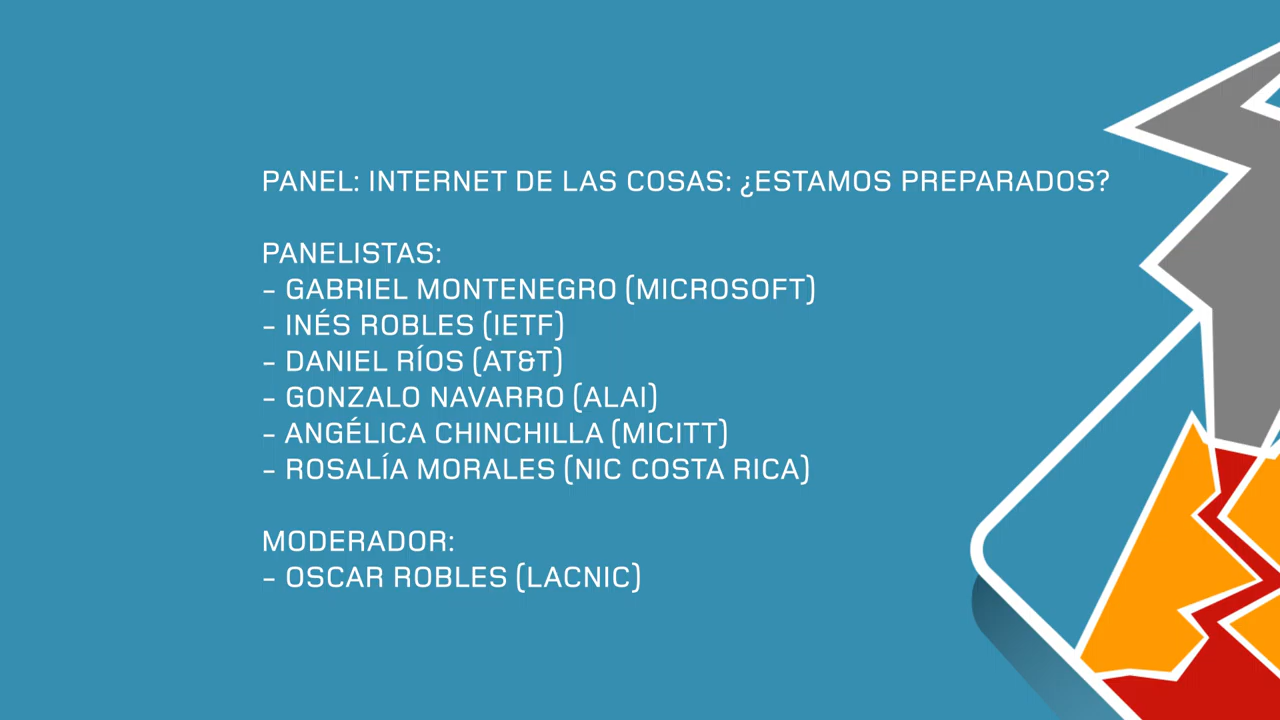 PANEL: INTERNET DE LAS COSAS: ¿ESTAMOS PREPARADOS?
PANELISTAS:
– GABRIEL MONTENEGRO (MICROSOFT)
– INÉS ROBLES (IETF)
– DANIEL RÍOS (AT&T)
– GONZALO NAVARRO (ALAI)
– ANGÉLICA CHINCHILLA (MICITT)
– ROSALÍA MORALES (NIC COSTA RICA)
MODERADOR:
– OSCAR ROBLES (LACNIC)